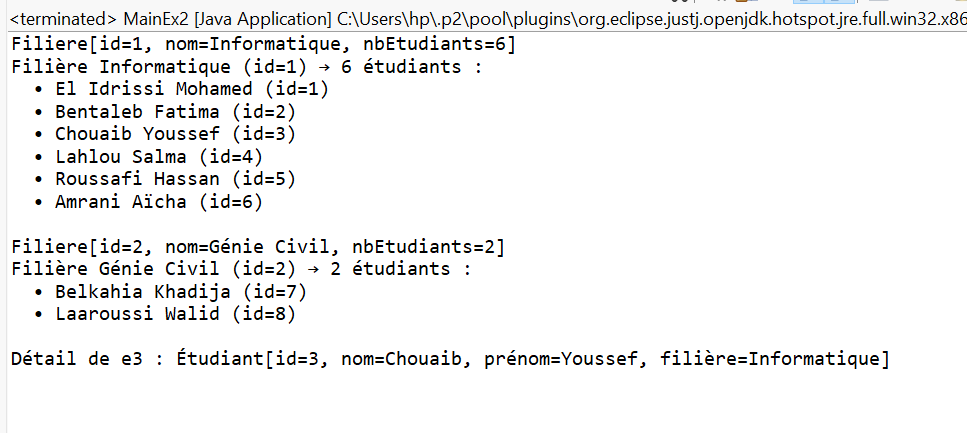 <terminated> MainEx2 [Java Application] C:\Users\hp\.p2\pool\plugins\org.eclipse.justj.openjdk.hotspot.jre.full.win32.x86
Filiere[id=1, nom=Informatique, nbEtudiants=6]
Filière Informatique (id=1) → 6 étudiants :
• El Idrissi Mohamed (id=1)
• Bentaleb Fatima (id=2)
• Chouaib Youssef (id=3)
• Lahlou Salma (id=4)
• Roussafi Hassan (id=5)
• Amrani Aïcha (id=6)
Filiere[id=2, nom=Génie Civil, nbEtudiants=2]
Filière Génie Civil (id=2) → 2 étudiants :
• Belkahia Khadija (id=7)
• Laaroussi Walid (id=8)
Détail de e3 : Étudiant[id=3, nom=Chouaib, prénom=Youssef, filière=Informatique]